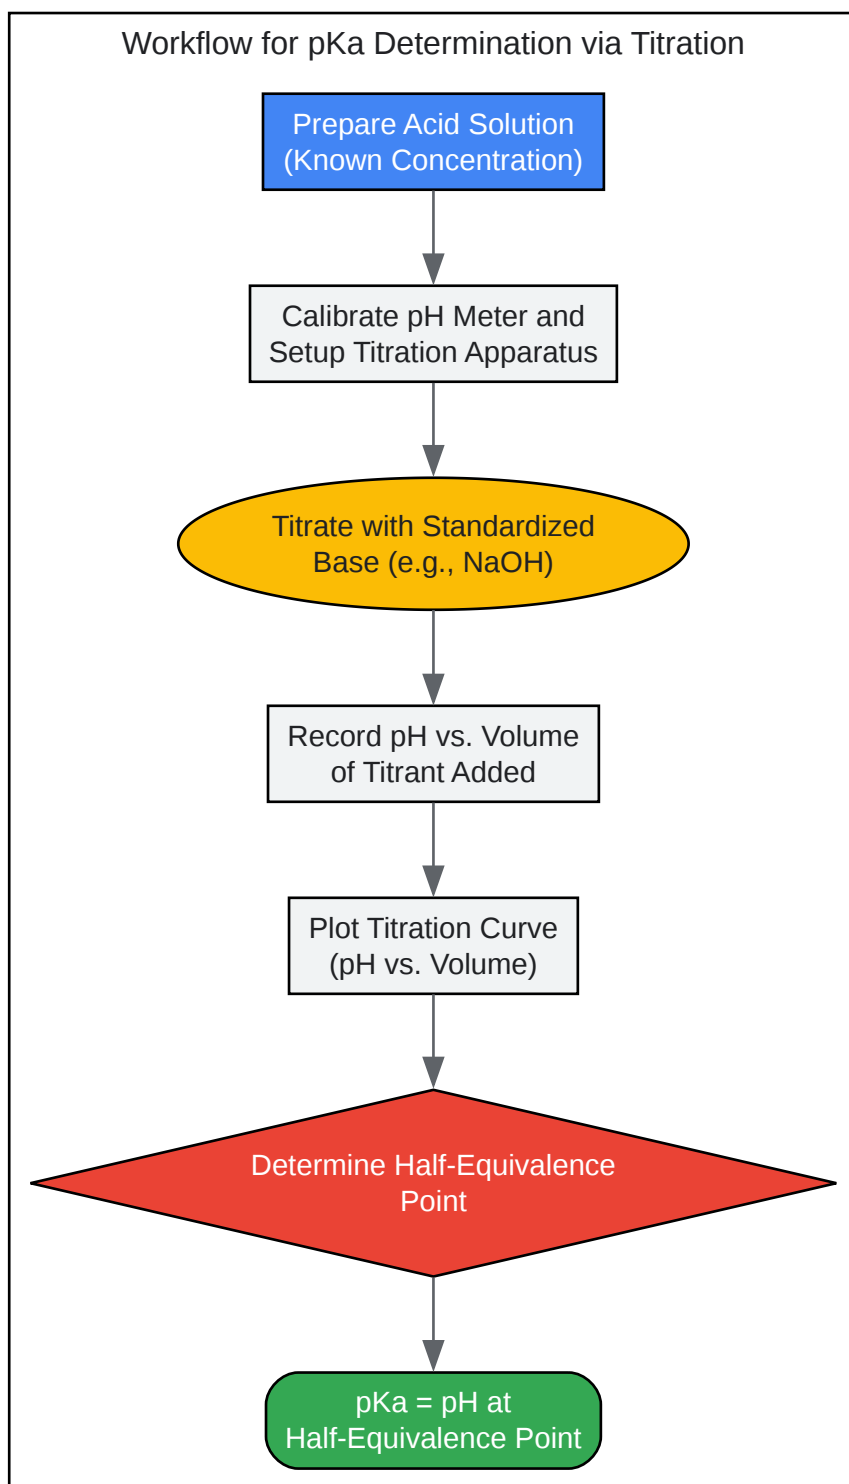 Workflow for pKa Determination via Titration
Prepare Acid Solution
(Known Concentration)
Calibrate pH Meter and
Setup Titration Apparatus
Titrate with Standardized
Base (e.g., NaOH)
Record pH vs. Volume
of Titrant Added
Plot Titration Curve
(pH vs. Volume)
Determine Half-Equivalence
Point
pKa = pH at
Half-Equivalence Point